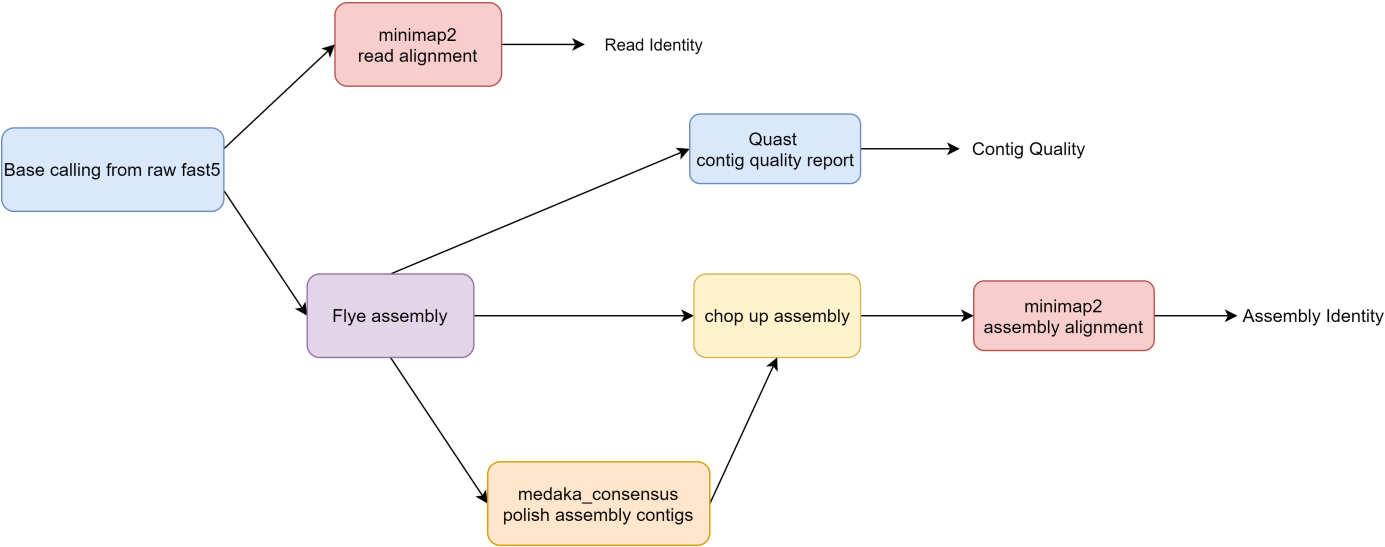 minimap2
read alignment
Read Identity
Base calling from raw fast5
Quast
contig quality report
Contig Quality
Flye assembly
chop up assembly
minimap2
assembly alignment
Assembly Identity
medaka_consensus
polish assembly contigs